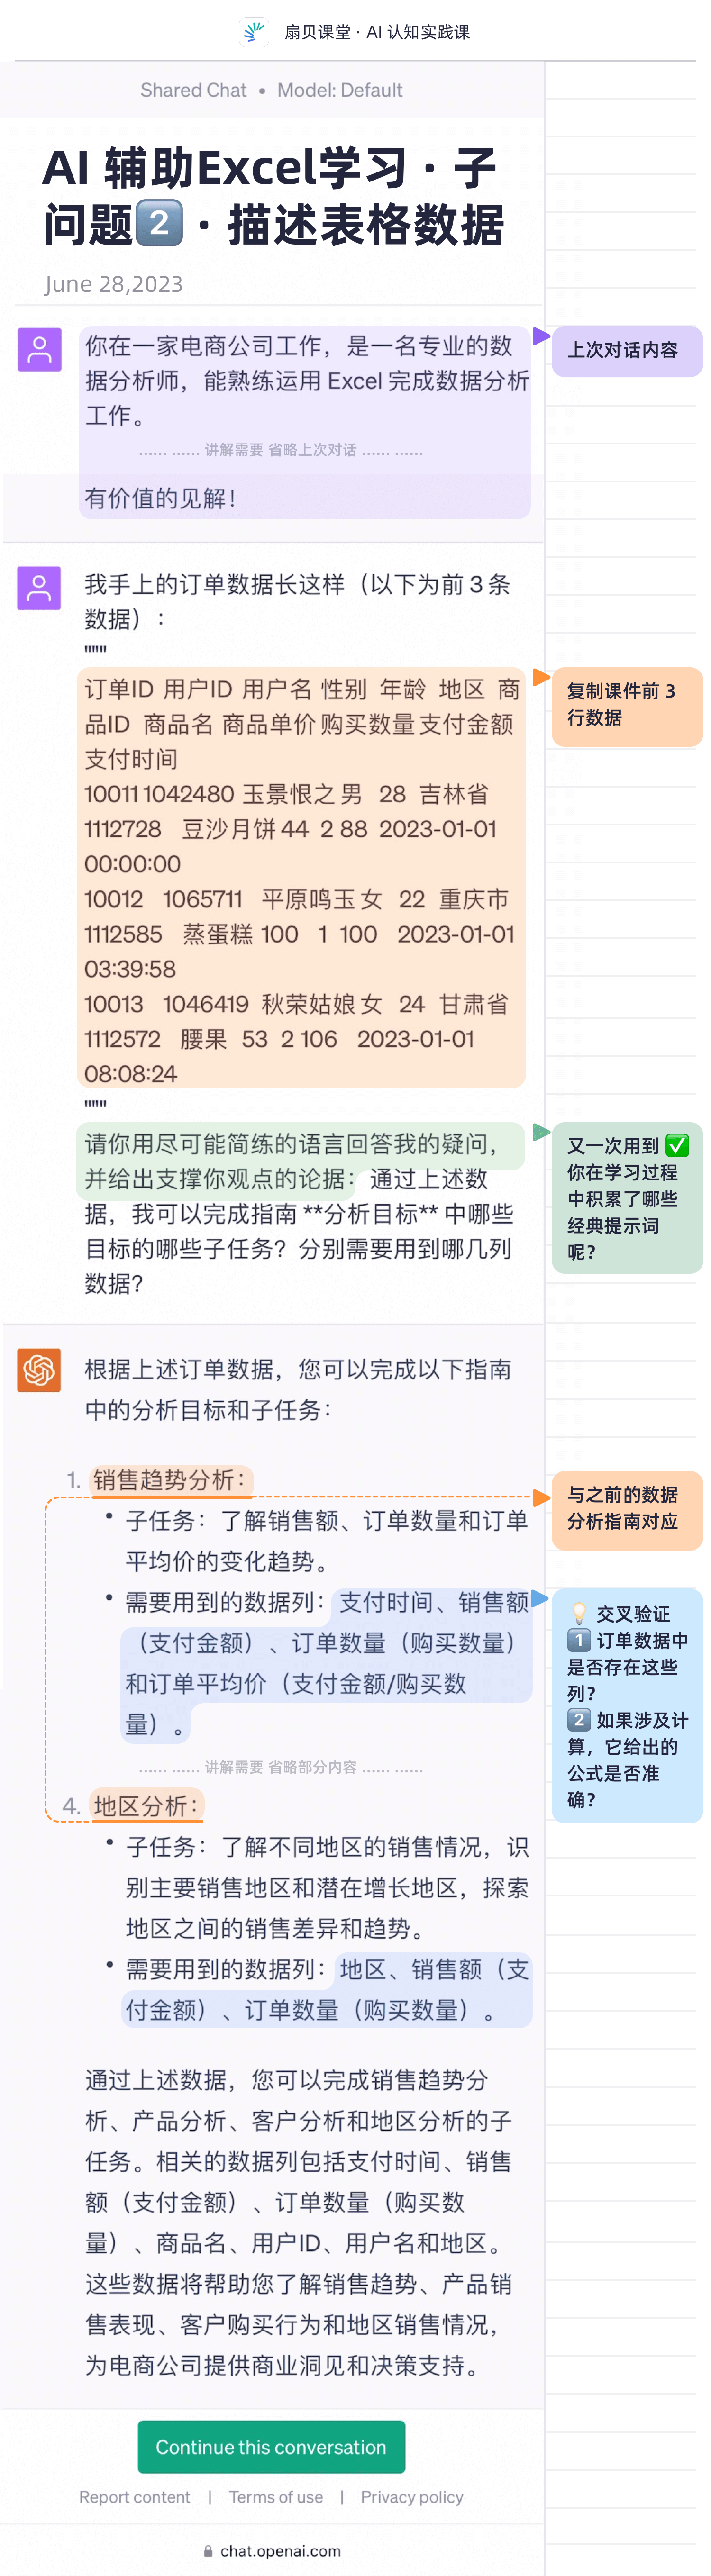 扇贝课堂 · AI 认知实践课
Shared Chat • Model: Default
AI 辅助Excel学习 · 子
问题2️⃣ · 描述表格数据
June 28,2023
你在一家电商公司工作，是一名专业的数
据分析师，能熟练运用 Excel 完成数据分析
工作。
...... ...... 讲解需要 省略上次对话 ...... ......
有价值的见解！
上次对话内容
我手上的订单数据长这样（以下为前 3 条
数据）：
"""
订单ID 用户ID 用户名 性别 年龄 地区 商
品ID 商品名 商品单价 购买数量 支付金额
支付时间
10011 1042480 玉景恨之 男 28 吉林省
1112728 豆沙月饼 44 2 88 2023-01-01
00:00:00
10012 1065711 平原鸣玉 女 22 重庆市
1112585 蒸蛋糕 100 1 100 2023-01-01
03:39:58
10013 1046419 秋荣姑娘 女 24 甘肃省
1112572 腰果 53 2 106 2023-01-01
08:08:24
"""
复制课件前 3
行数据
请你用尽可能简练的语言回答我的疑问，
并给出支撑你观点的论据：通过上述数
据，我可以完成指南 **分析目标** 中哪些
目标的哪些子任务？分别需要用到哪几列
数据？
又一次用到 ✅
你在学习过程
中积累了哪些
经典提示词
呢？
根据上述订单数据，您可以完成以下指南
中的分析目标和子任务：
1. 销售趋势分析：
• 子任务：了解销售额、订单数量和订单
平均价的变化趋势。
• 需要用到的数据列：支付时间、销售额
（支付金额）、订单数量（购买数量）
和订单平均价（支付金额/购买数
量）。
与之前的数据
分析指南对应
💡 交叉验证
1️⃣ 订单数据中
是否存在这些
列？
2️⃣ 如果涉及计
算，它给出的
公式是否准
确？
...... ...... 讲解需要 省略部分内容 ...... ......
4. 地区分析：
• 子任务：了解不同地区的销售情况，识
别主要销售地区和潜在增长地区，探索
地区之间的销售差异和趋势。
• 需要用到的数据列：地区、销售额（支
付金额）、订单数量（购买数量）。
通过上述数据，您可以完成销售趋势分
析、产品分析、客户分析和地区分析的子
任务。相关的数据列包括支付时间、销售
额（支付金额）、订单数量（购买数
量）、商品名、用户ID、用户名和地区。
这些数据将帮助您了解销售趋势、产品销
售表现、客户购买行为和地区销售情况，
为电商公司提供商业洞见和决策支持。
Continue this conversation
Report content | Terms of use | Privacy policy
chat.openai.com